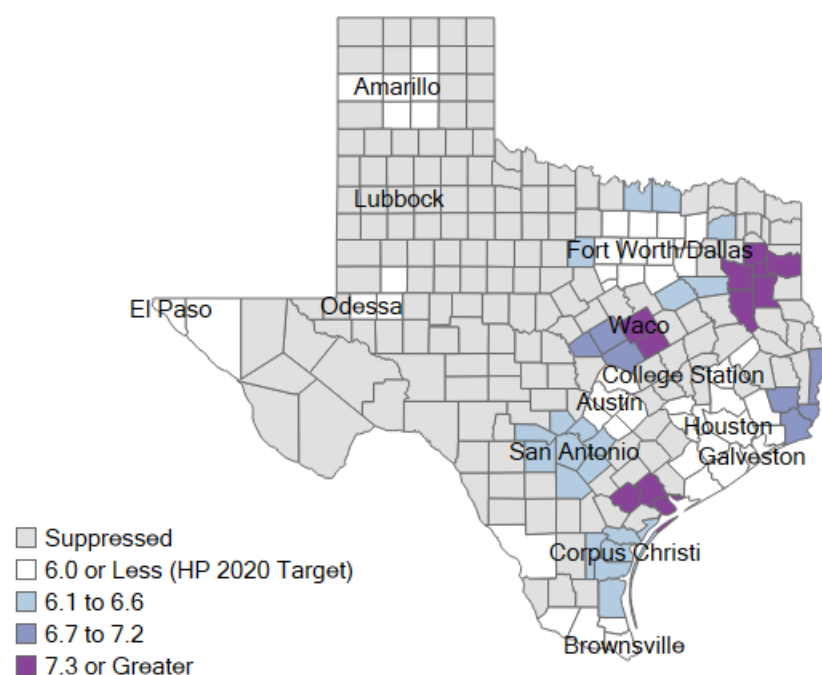 Amarillo
Lubbock
Fort Worth/Dallas
El Paso
Odessa
Waco
College Station
Austin
Houston
San Antonio
Galveston
Suppressed
6.0 or Less (HP 2020 Target)
Corpus Christi
6.1 to 6.6
6.7 to 7.2
Brownsville
7.3 or Greater